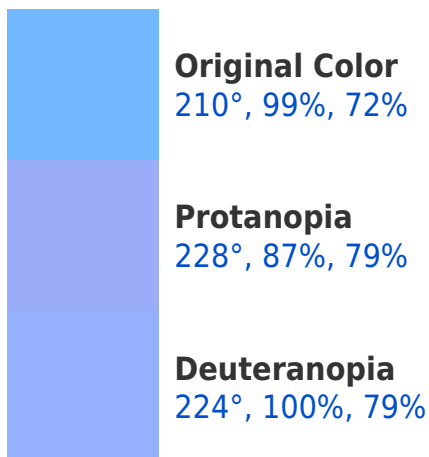 Original Color
210°, 99%, 72%
Protanopia
228°, 87%, 79%
Deuteranopia
224°, 100%, 79%